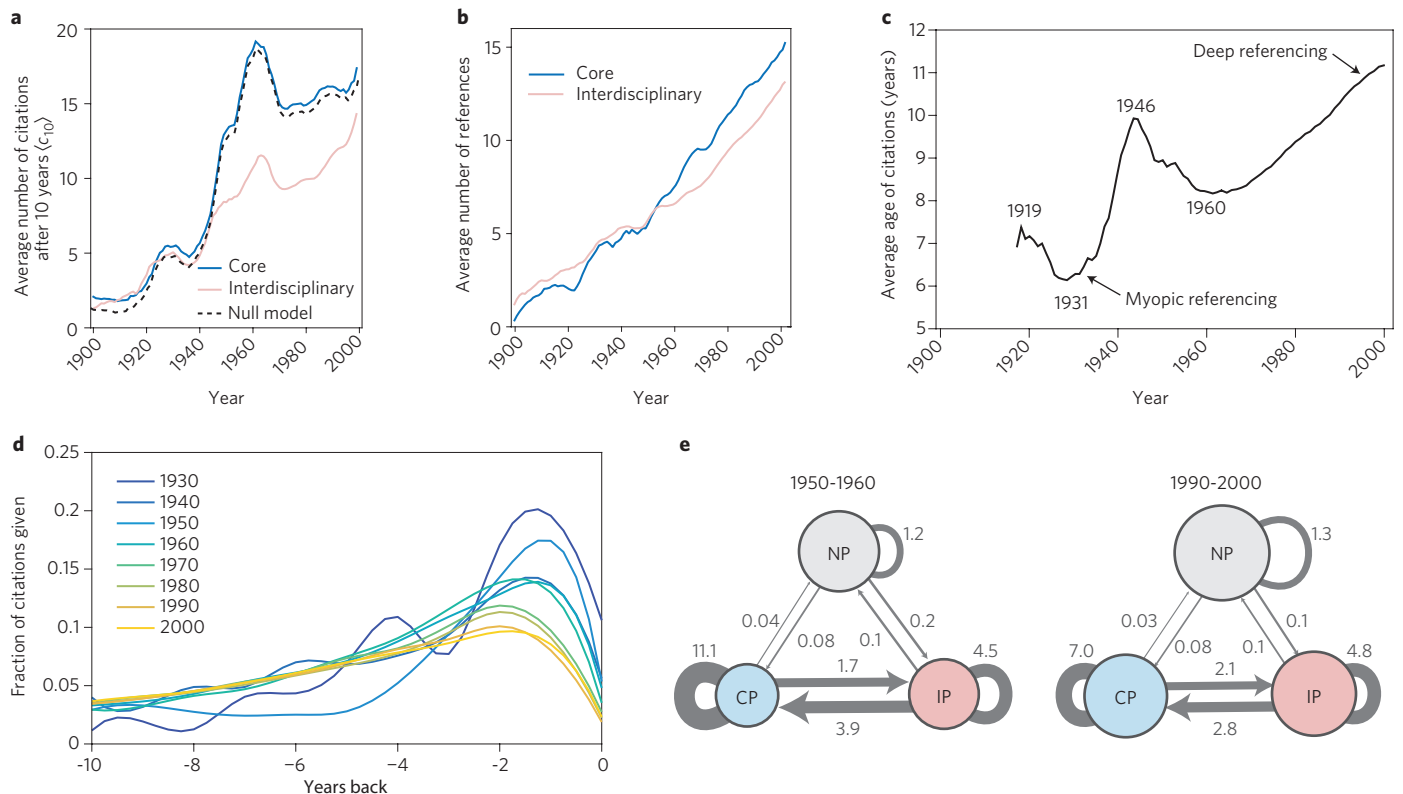 a
Average number of citations
after 10 years ⟨c10⟩
20
15
10
5
0
Core
Interdisciplinary
Null model
1900
1920
1940
1960
1980
2000
Year
b
Average number of references
15
10
5
0
Core
Interdisciplinary
1900
1920
1940
1960
1980
2000
Year
c
Average age of citations (years)
12
11
10
9
8
7
6
5
Deep referencing
1946
1919
1960
1931
Myopic referencing
1900
1920
1940
1960
1980
2000
Year
d
Fraction of citations given
0.25
0.2
0.15
0.1
0.05
0
1930
1940
1950
1960
1970
1980
1990
2000
-10
-8
−6
−4
-2
0
Years back
e
1950-1960
NP
1.2
0.04
0.08
0.1
0.2
11.1
1.7
4.5
CP
IP
3.9
1990-2000
NP
1.3
0.03
0.08
0.1
0.1
7.0
2.1
4.8
CP
IP
2.8